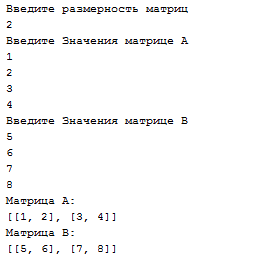 Введите размерность матриц
2
Введите Значения матрице А
1
2
3
4
Введите Значения матрице В
5
6
7
8
Матрица А:
[[1, 2], [3, 4]]
Матрица В:
[[5, 6], [7, 8]]